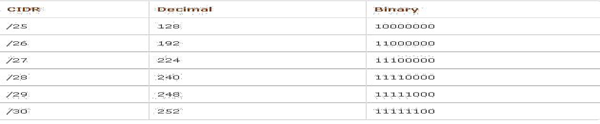 CIDR Decimal Binary
/25 128 10000000
/26 192 11000000
/27 224 11100000
/28 240 11110000
/29 248 11111000
/30 252 11111100